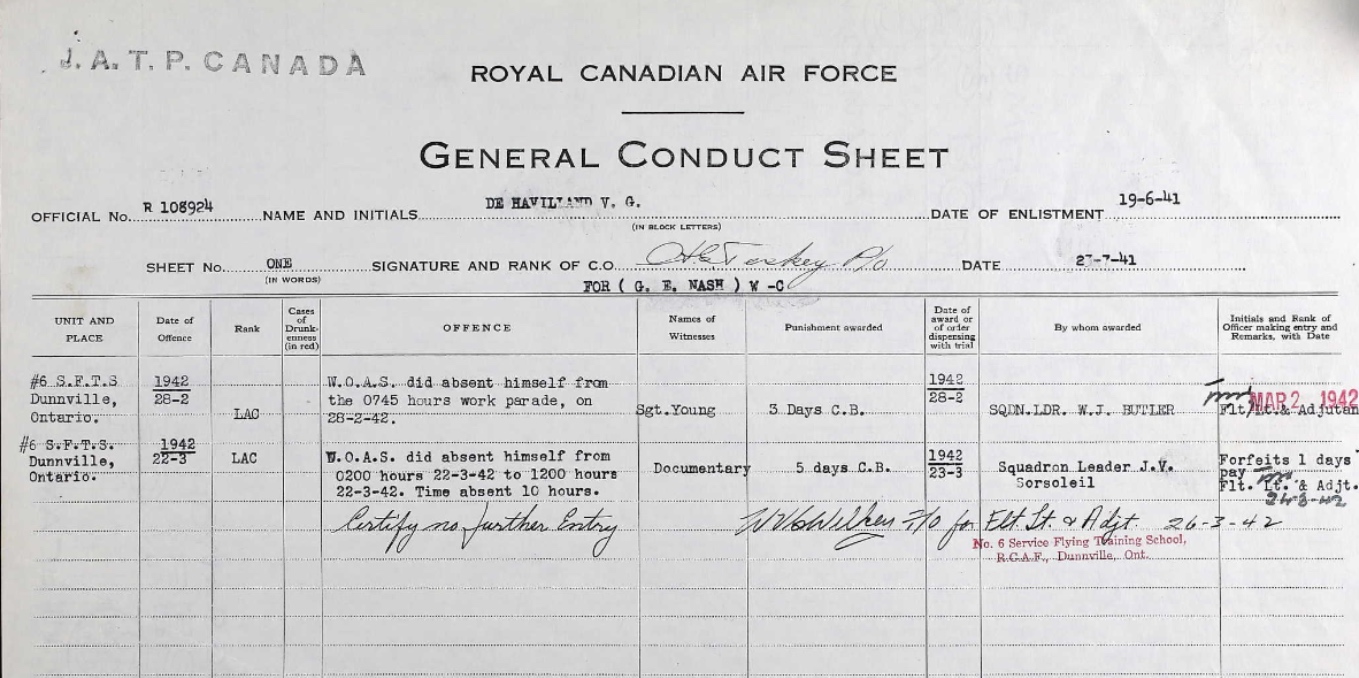 J.A.T.P. CANADA
ROYAL CANADIAN AIR FORCE
GENERAL CONDUCT SHEET
OFFICIAL No. R 108924 NAME AND INITIALS DE HAVILLAND V. G. DATE OF ENLISTMENT 19-6-41
(IN BLOCK LETTERS)
SHEET No. ONE SIGNATURE AND RANK OF C.O. P/O DATE 27-7-41
(IN WORDS)
FOR ( G. E. NASH ) W -C
UNIT AND
PLACE
Date of
Offence
Rank
Cases
of
Drunk-
enness
(in red)
OFFENCE
Names of
Witnesses
Punishment awarded
Date of
award or
of order
dispensing
with trial
By whom awarded
Initials and Rank of
Officer making entry and
Remarks, with Date
#6 S.F.T.S
Dunnville,
Ontario.
1942
28-2
LAC
W.O.A.S. did absent himself from
the 0745 hours work parade, on
28-2-42.
Sgt.Young
3 Days C.B.
1942
28-2
SQDN.LDR. W.J. BUTLER
MAR 2 1942
Flt/Lt.& Adjutan
#6 S.F.T.S.
Dunnville,
Ontario.
1942
22-3
LAC
W.O.A.S. did absent himself from
0200 hours 22-3-42 to 1200 hours
22-3-42. Time absent 10 hours.
Documentary
5 days C.B.
1942
23-3
Squadron Leader J.V.
Sorsoleil
Forfeits 1 days'
pay
Flt. Lt. & Adjt.
24-3-42
Certify no further Entry F/O for Flt. Lt. & Adjt. 26-3-42
No. 6 Service Flying Training School,
R.C.A.F., Dunnville, Ont.